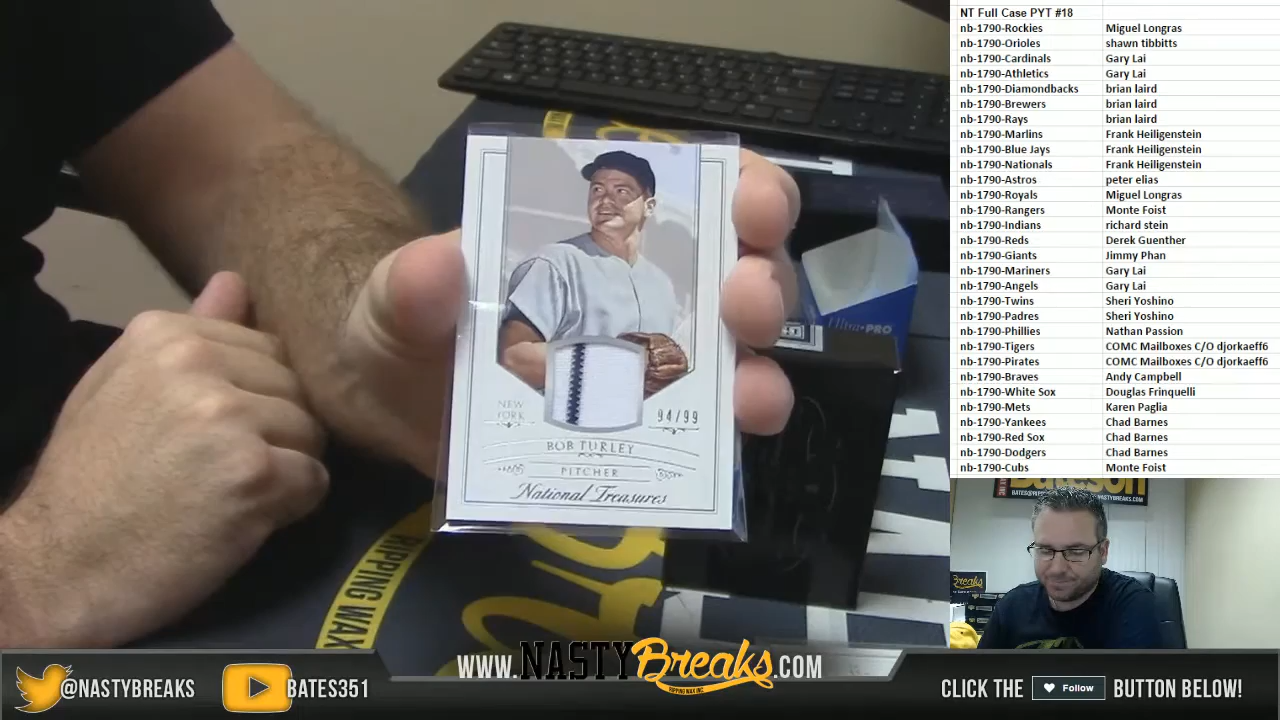 NT Full Case PYT #18
nb-1790-Rockies Miguel Longras
nb-1790-Orioles shawn tibbitts
nb-1790-Cardinals Gary Lai
nb-1790-Athletics Gary Lai
nb-1790-Diamondbacks brian laird
nb-1790-Brewers brian laird
nb-1790-Rays brian laird
nb-1790-Marlins Frank Heiligenstein
nb-1790-Blue Jays Frank Heiligenstein
nb-1790-Nationals Frank Heiligenstein
nb-1790-Astros peter elias
nb-1790-Royals Miguel Longras
nb-1790-Rangers Monte Foist
nb-1790-Indians richard stein
nb-1790-Reds Derek Guenther
nb-1790-Giants Jimmy Phan
nb-1790-Mariners Gary Lai
nb-1790-Angels Gary Lai
nb-1790-Twins Sheri Yoshino
nb-1790-Padres Sheri Yoshino
nb-1790-Phillies Nathan Passion
nb-1790-Tigers COMC Mailboxes C/O djorkaeff6
nb-1790-Pirates COMC Mailboxes C/O djorkaeff6
nb-1790-Braves Andy Campbell
nb-1790-White Sox Douglas Frinquelli
nb-1790-Mets Karen Paglia
nb-1790-Yankees Chad Barnes
nb-1790-Red Sox Chad Barnes
nb-1790-Dodgers Chad Barnes
nb-1790-Cubs Monte Foist
Ultra-PRO
NEW YORK
94/99
BOB TURLEY
PITCHER
National Treasures
RIPPING WAX
Breaks
@NASTYBREAKS
BATES351
WWW.NASTYBreaks.COM
RIPPING WAX INC
CLICK THE Follow BUTTON BELOW!